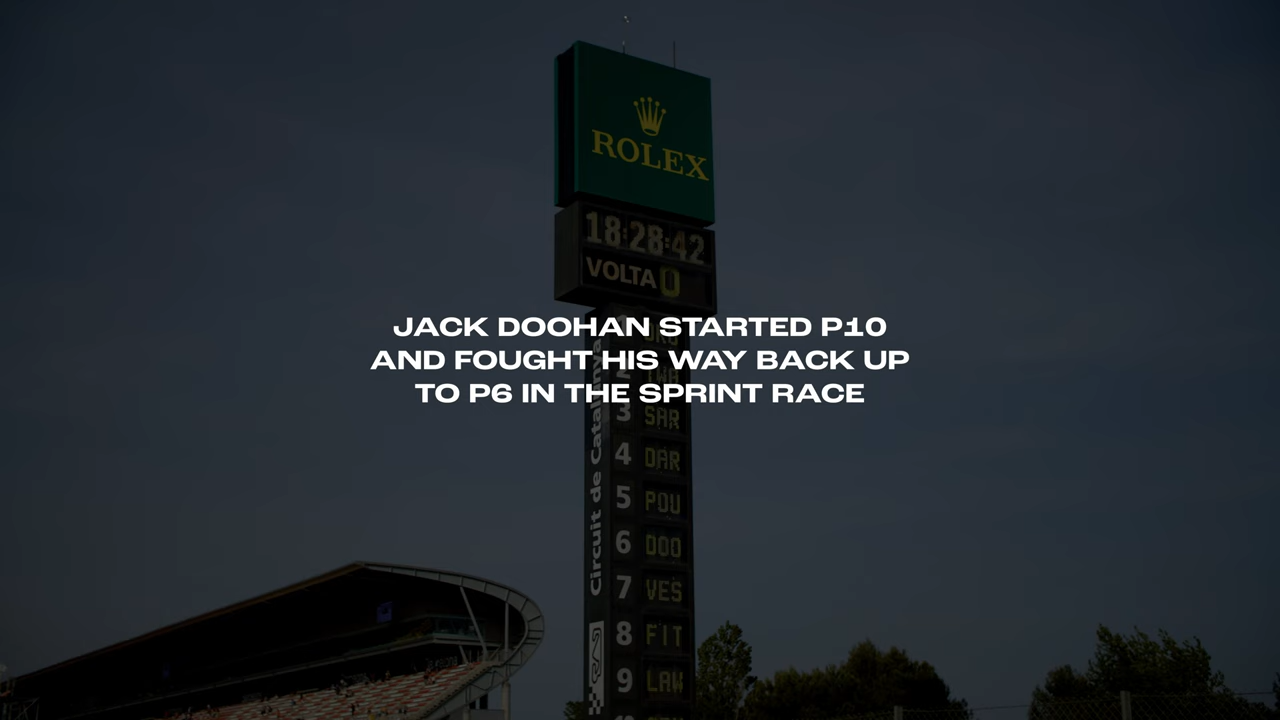 ROLEX
18:28:42
VOLTA 0
JACK DOOHAN STARTED P10
AND FOUGHT HIS WAY BACK UP
TO P6 IN THE SPRINT RACE
Circuit de Catalunya
3 SAR
4 DAR
5 POU
6 DOO
7 VES
8 FIT
9 LAW